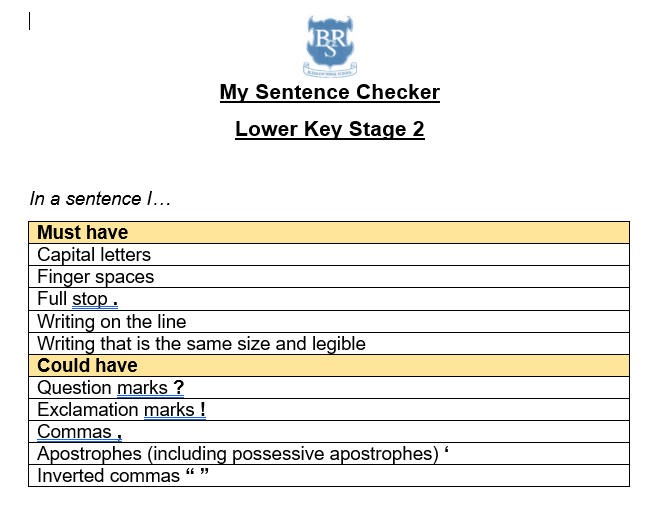 BRS
My Sentence Checker
Lower Key Stage 2
In a sentence I…
Must have
Capital letters
Finger spaces
Full stop .
Writing on the line
Writing that is the same size and legible
Could have
Question marks ?
Exclamation marks !
Commas ,
Apostrophes (including possessive apostrophes) ‘
Inverted commas “ ”